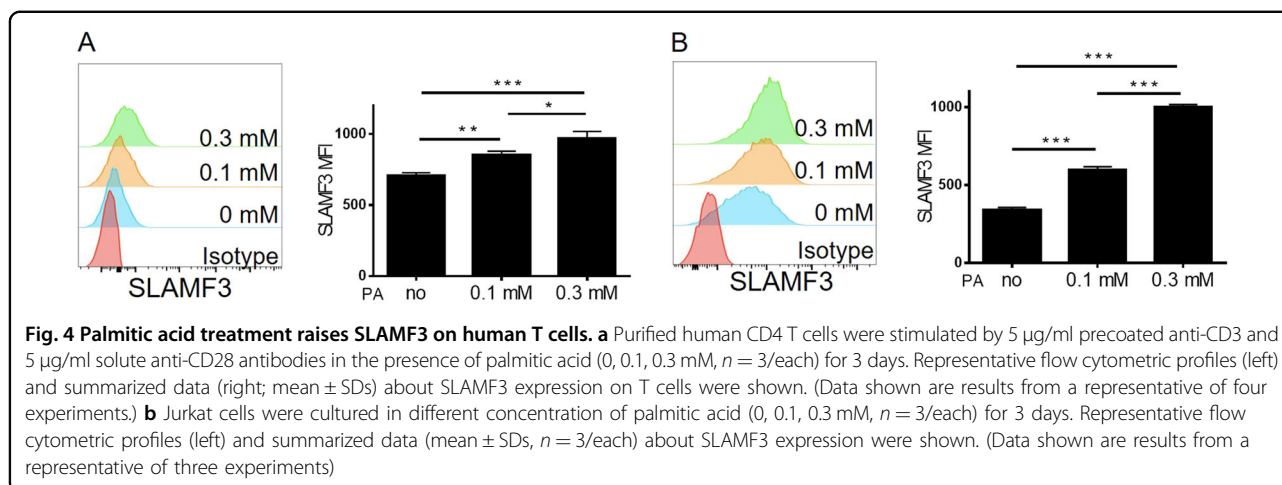 A
0.3 mM
0.1 mM
0 mM
Isotype
SLAMF3
SLAMF3 MFI
1000
500
0
***
**
*
PA no 0.1 mM 0.3 mM
B
0.3 mM
0.1 mM
0 mM
Isotype
SLAMF3
SLAMF3 MFI
1000
500
0
***
***
***
PA no 0.1 mM 0.3 mM
Fig. 4 Palmitic acid treatment raises SLAMF3 on human T cells. a Purified human CD4 T cells were stimulated by 5 µg/ml precoated anti-CD3 and
5 µg/ml solute anti-CD28 antibodies in the presence of palmitic acid (0, 0.1, 0.3 mM, n = 3/each) for 3 days. Representative flow cytometric profiles (left)
and summarized data (right; mean ± SDs) about SLAMF3 expression on T cells were shown. (Data shown are results from a representative of four
experiments.) b Jurkat cells were cultured in different concentration of palmitic acid (0, 0.1, 0.3 mM, n = 3/each) for 3 days. Representative flow
cytometric profiles (left) and summarized data (mean ± SDs, n = 3/each) about SLAMF3 expression were shown. (Data shown are results from a
representative of three experiments)